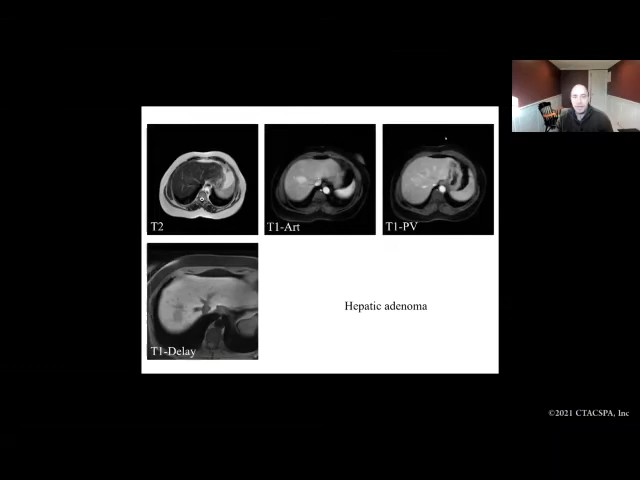 T2
T1-Art
T1-PV
T1-Delay
Hepatic adenoma
©2021 CTACSPA, Inc